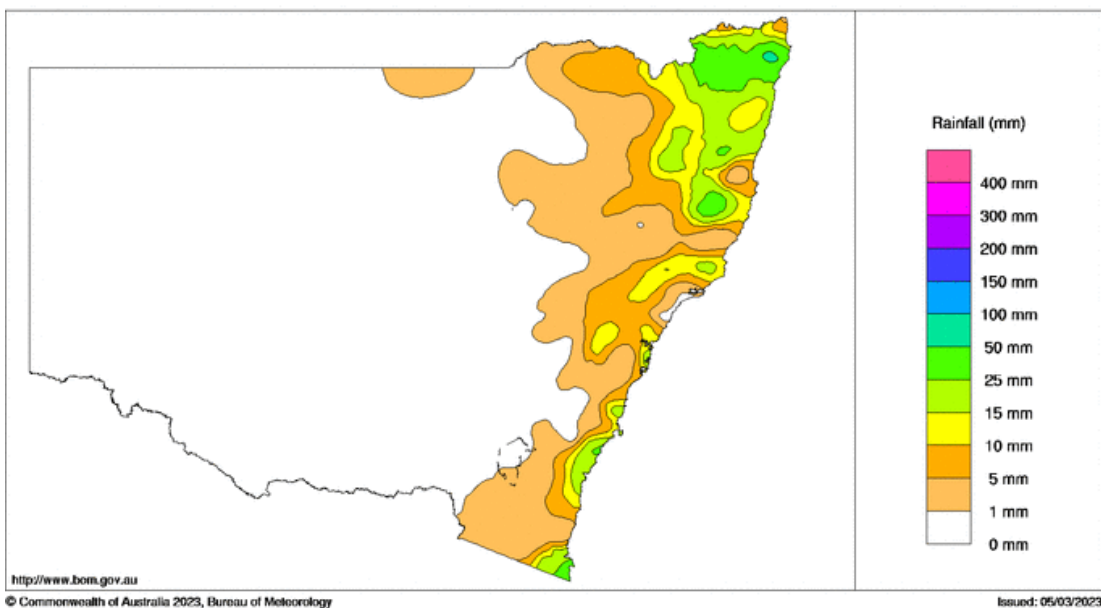 Rainfall (mm)
400 mm
300 mm
200 mm
150 mm
100 mm
50 mm
25 mm
15 mm
10 mm
5 mm
1 mm
0 mm
http://www.bom.gov.au
© Commonwealth of Australia 2023, Bureau of Meteorology
Issued: 05/03/2023